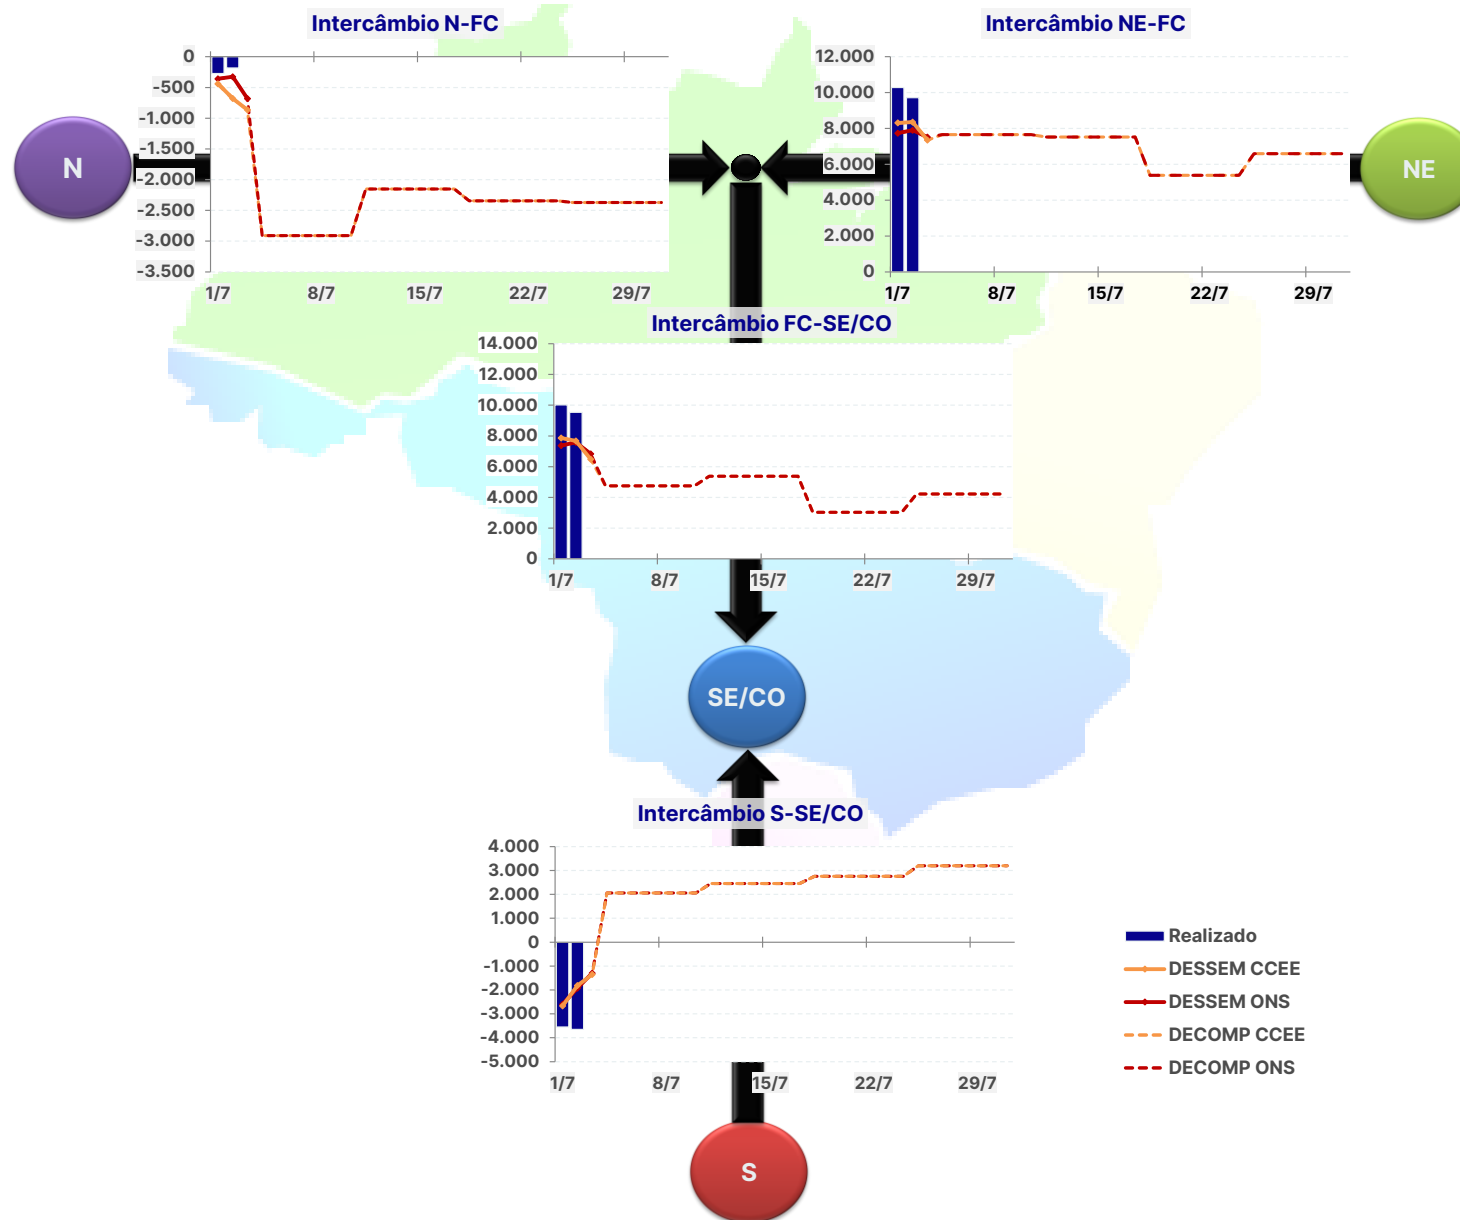 Intercâmbio N-FC
0
-500
-1.000
-1.500
-2.000
-2.500
-3.000
-3.500
1/7 8/7 15/7 22/7 29/7
N
Intercâmbio NE-FC
12.000
10.000
8.000
6.000
4.000
2.000
0
1/7 8/7 15/7 22/7 29/7
NE
Intercâmbio FC-SE/CO
14.000
12.000
10.000
8.000
6.000
4.000
2.000
0
1/7 8/7 15/7 22/7 29/7
SE/CO
Intercâmbio S-SE/CO
4.000
3.000
2.000
1.000
0
-1.000
-2.000
-3.000
-4.000
-5.000
1/7 8/7 15/7 22/7 29/7
Realizado
DESSEM CCEE
DESSEM ONS
DECOMP CCEE
DECOMP ONS
S